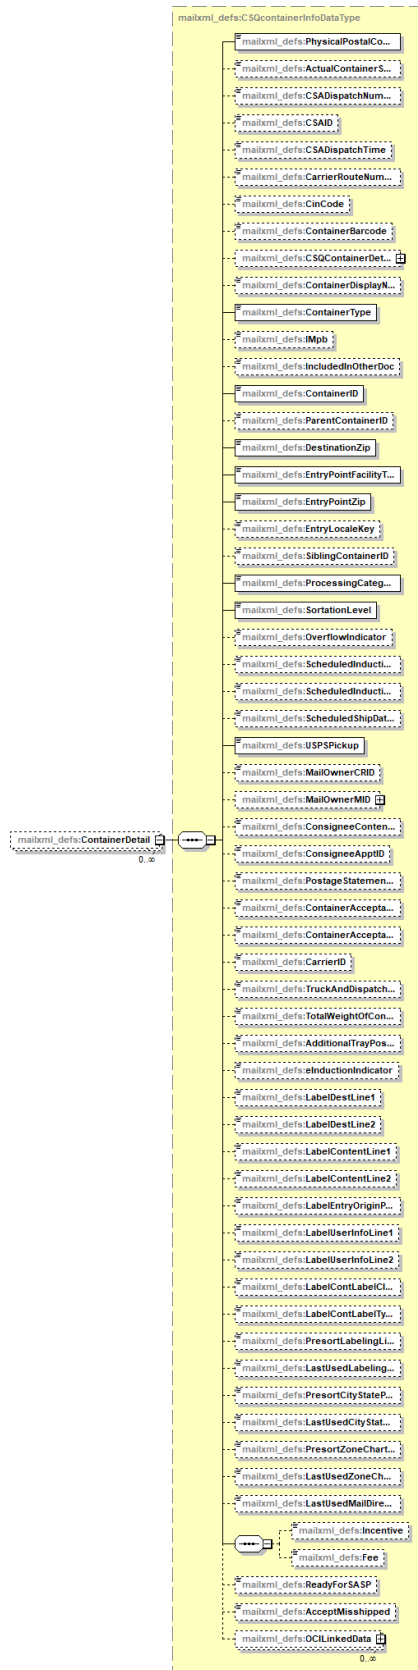 mailxml_defs:CSQcontainerInfoDataType
mailxml_defs:PhysicalPostalCo...
mailxml_defs:ActualContainerS...
mailxml_defs:CSADispatchNum...
mailxml_defs:CSAID
mailxml_defs:CSADispatchTime
mailxml_defs:CarrierRouteNum...
mailxml_defs:CinCode
mailxml_defs:ContainerBarcode
mailxml_defs:CSQContainerDet...
mailxml_defs:ContainerDisplayN...
mailxml_defs:ContainerType
mailxml_defs:IMpb
mailxml_defs:IncludedInOtherDoc
mailxml_defs:ContainerID
mailxml_defs:ParentContainerID
mailxml_defs:DestinationZip
mailxml_defs:EntryPointFacilityT...
mailxml_defs:EntryPointZip
mailxml_defs:EntryLocaleKey
mailxml_defs:SiblingContainerID
mailxml_defs:ProcessingCateg...
mailxml_defs:SortationLevel
mailxml_defs:OverflowIndicator
mailxml_defs:ScheduledInducti...
mailxml_defs:ScheduledInducti...
mailxml_defs:ScheduledShipDat...
mailxml_defs:USPSPickup
mailxml_defs:MailOwnerCRID
mailxml_defs:MailOwnerMID
mailxml_defs:ConsigneeConten...
mailxml_defs:ContainerDetail
0..∞
mailxml_defs:ConsigneeApptID
mailxml_defs:PostageStatemen...
mailxml_defs:ContainerAccepta...
mailxml_defs:ContainerAccepta...
mailxml_defs:CarrierID
mailxml_defs:TruckAndDispatch...
mailxml_defs:TotalWeightOfCon...
mailxml_defs:AdditionalTrayPos...
mailxml_defs:eInductionIndicator
mailxml_defs:LabelDestLine1
mailxml_defs:LabelDestLine2
mailxml_defs:LabelContentLine1
mailxml_defs:LabelContentLine2
mailxml_defs:LabelEntryOriginP...
mailxml_defs:LabelUserInfoLine1
mailxml_defs:LabelUserInfoLine2
mailxml_defs:LabelContLabelCl...
mailxml_defs:LabelContLabelTy...
mailxml_defs:PresortLabelingLi...
mailxml_defs:LastUsedLabeling...
mailxml_defs:PresortCityStateP...
mailxml_defs:LastUsedCityStat...
mailxml_defs:PresortZoneChart...
mailxml_defs:LastUsedZoneCh...
mailxml_defs:LastUsedMailDire...
mailxml_defs:Incentive
mailxml_defs:Fee
mailxml_defs:ReadyForSASP
mailxml_defs:AcceptMisshipped
mailxml_defs:OCILinkedData
0..∞